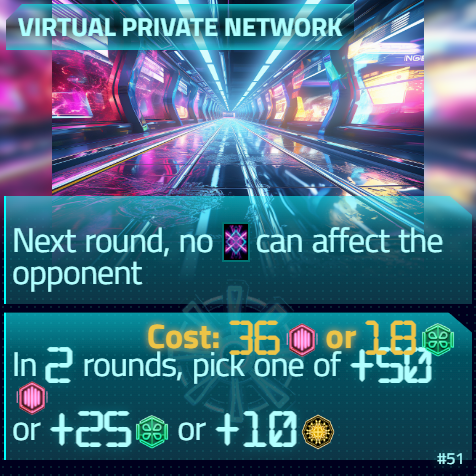 VIRTUAL PRIVATE NETWORK
Next round, no can affect the
opponent
Cost: 36 or 18
In 2 rounds, pick one of +50
or +25 or +10
#51